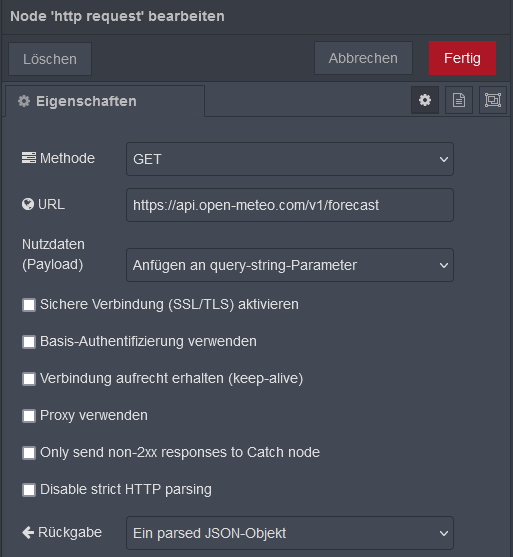 Node 'http request' bearbeiten
Löschen
Abbrechen
Fertig
Eigenschaften
Methode
GET
URL
https://api.open-meteo.com/v1/forecast
Nutzdaten
(Payload)
Anfügen an query-string-Parameter
Sichere Verbindung (SSL/TLS) aktivieren
Basis-Authentifizierung verwenden
Verbindung aufrecht erhalten (keep-alive)
Proxy verwenden
Only send non-2xx responses to Catch node
Disable strict HTTP parsing
Rückgabe
Ein parsed JSON-Objekt